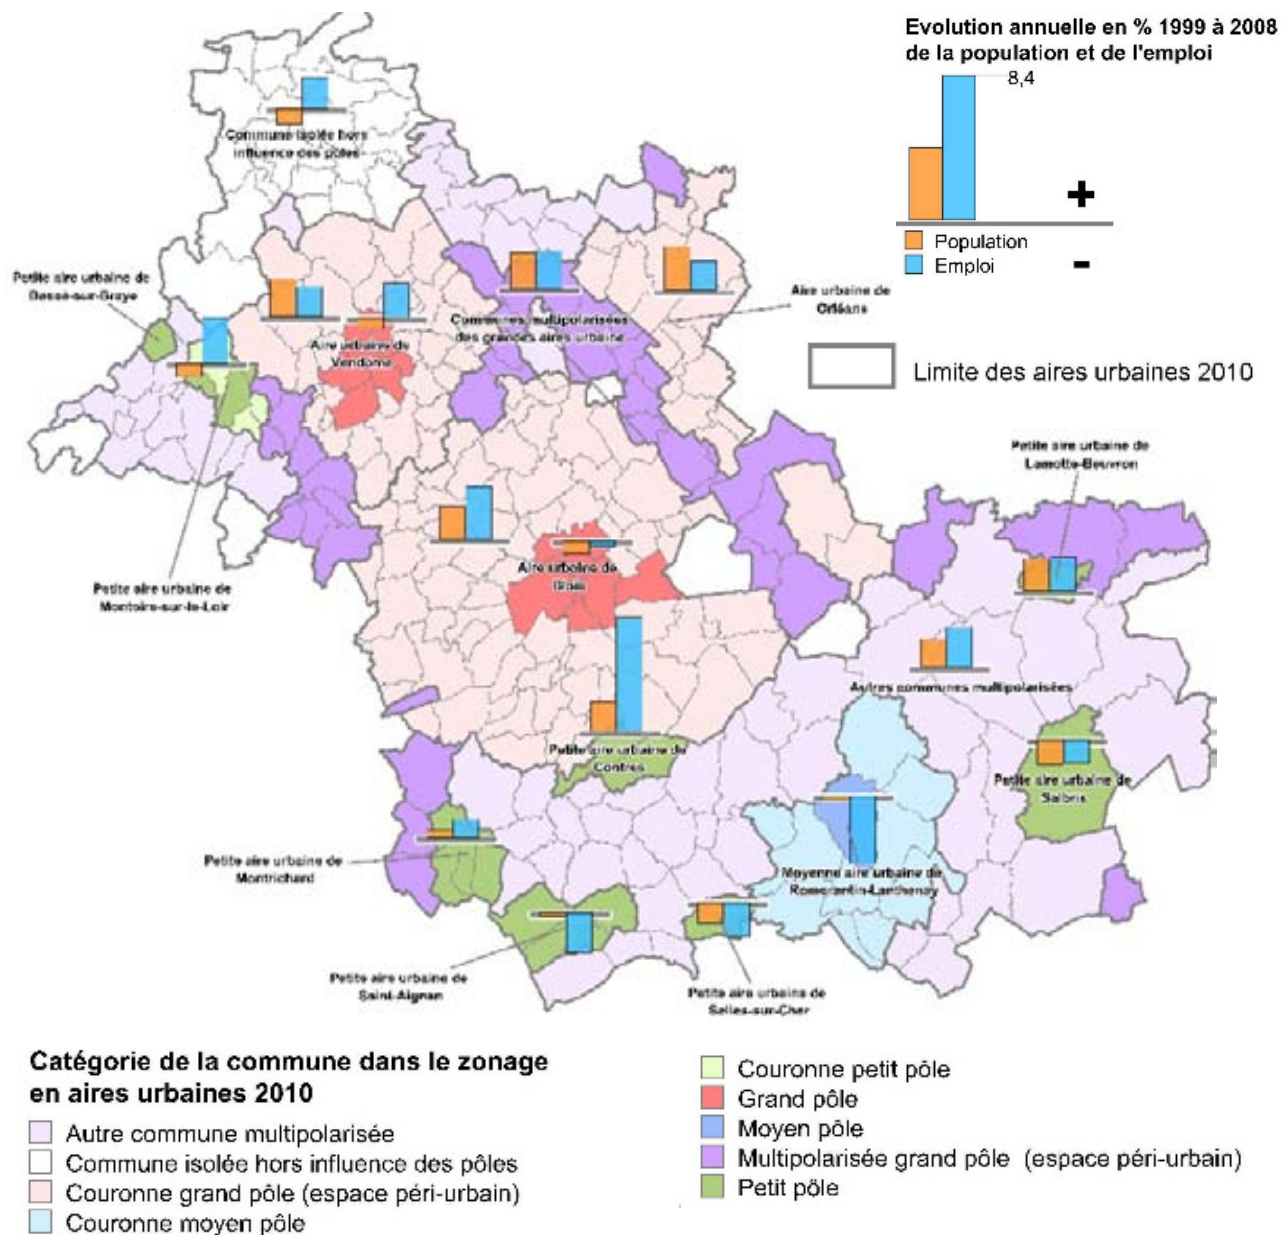 Evolution annuelle en % 1999 à 2008
de la population et de l'emploi
8,4
+
Population
Emploi
-
Limite des aires urbaines 2010
Commune isolée hors
influence des pôles
Petite aire urbaine de
Bessé-sur-Braye
Aire urbaine de
Vendome
Communes multipolarisées
des grandes aires urbaine
Aire urbaine de
Orléans
Petite aire urbaine de
Lamotte-Beuvron
Petite aire urbaine de
Montoire-sur-le-Loir
Aire urbaine de
Blois
Autres communes multipolarisées
Petite aire urbaine de
Contres
Petite aire urbaine de
Salbris
Petite aire urbaine de
Montrichard
Moyenne aire urbaine de
Romorantin-Lanthenay
Petite aire urbaine de
Saint-Aignan
Petite aire urbaine de
Selles-sur-Cher
Catégorie de la commune dans le zonage
en aires urbaines 2010
Autre commune multipolarisée
Commune isolée hors influence des pôles
Couronne grand pôle (espace péri-urbain)
Couronne moyen pôle
Couronne petit pôle
Grand pôle
Moyen pôle
Multipolarisée grand pôle (espace péri-urbain)
Petit pôle